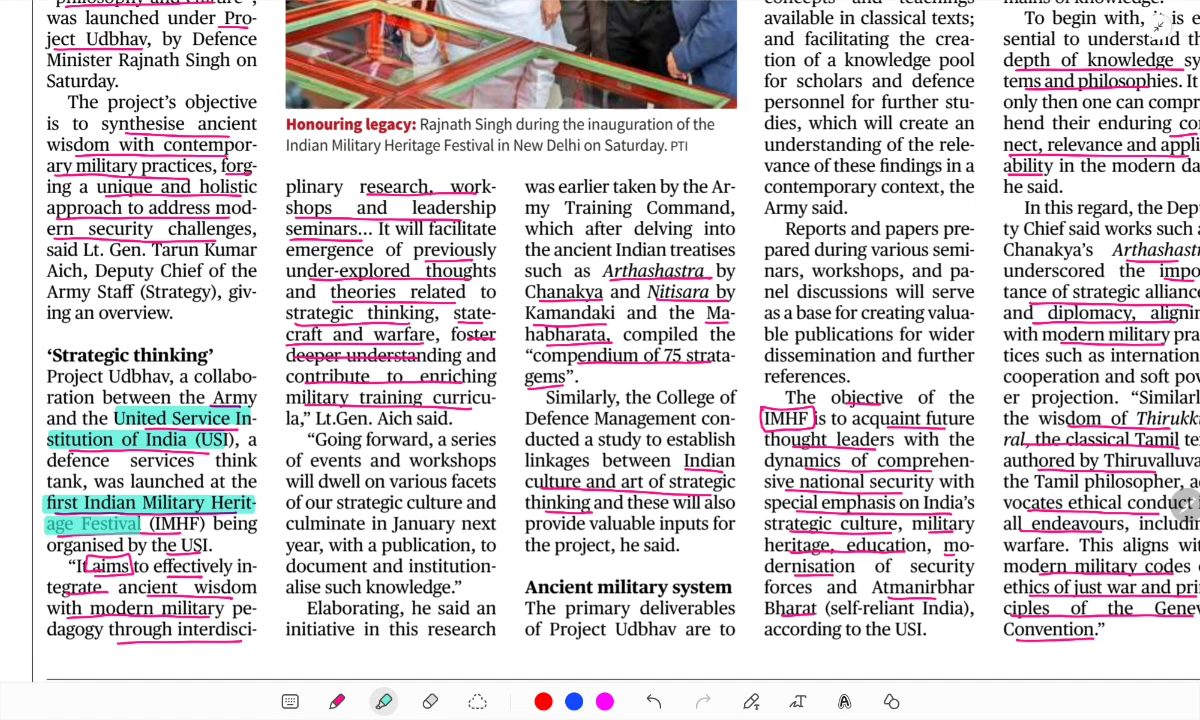 "philosophy and culture",
was launched under Pro-
ject Udbhav, by Defence
Minister Rajnath Singh on
Saturday.
The project's objective
is to synthesise ancient
wisdom with contempor-
ary military practices, forg-
ing a unique and holistic
approach to address mod-
ern security challenges,
said Lt. Gen. Tarun Kumar
Aich, Deputy Chief of the
Army Staff (Strategy), giv-
ing an overview.
'Strategic thinking'
Project Udbhav, a collabo-
ration between the Army
and the United Service In-
stitution of India (USI), a
defence services think
tank, was launched at the
first Indian Military Herit-
age Festival (IMHF) being
organised by the USI.
"It aims to effectively in-
tegrate ancient wisdom
with modern military pe-
dagogy through interdisci-
Honouring legacy: Rajnath Singh during the inauguration of the
Indian Military Heritage Festival in New Delhi on Saturday. PTI
plinary research, work-
shops and leadership
seminars... It will facilitate
emergence of previously
under-explored thoughts
and theories related to
strategic thinking, state-
craft and warfare, foster
deeper understanding and
contribute to enriching
military training curricu-
la," Lt.Gen. Aich said.
"Going forward, a series
of events and workshops
will dwell on various facets
of our strategic culture and
culminate in January next
year, with a publication, to
document and institution-
alise such knowledge."
Elaborating, he said an
initiative in this research
was earlier taken by the Ar-
my Training Command,
which after delving into
the ancient Indian treatises
such as Arthashastra by
Chanakya and Nitisara by
Kamandaki and the Ma-
habharata, compiled the
"compendium of 75 strata-
gems".
Similarly, the College of
Defence Management con-
ducted a study to establish
linkages between Indian
culture and art of strategic
thinking and these will also
provide valuable inputs for
the project, he said.
Ancient military system
The primary deliverables
of Project Udbhav are to
concepts and teachings
available in classical texts;
and facilitating the crea-
tion of a knowledge pool
for scholars and defence
personnel for further stu-
dies, which will create an
understanding of the rele-
vance of these findings in a
contemporary context, the
Army said.
Reports and papers pre-
pared during various semi-
nars, workshops, and pa-
nel discussions will serve
as a base for creating valua-
ble publications for wider
dissemination and further
references.
The objective of the
IMHF is to acquaint future
thought leaders with the
dynamics of comprehen-
sive national security with
special emphasis on India's
strategic culture, military
heritage, education, mo-
dernisation of security
forces and Atmanirbhar
Bharat (self-reliant India),
according to the USI.
mains of knowledge.
To begin with, it is e
sential to understand th
depth of knowledge sy
tems and philosophies. It
only then one can compr
hend their enduring co
nect, relevance and appli
ability in the modern da
he said.
In this regard, the Depu
ty Chief said works such a
Chanakya's Arthashastr
underscored the impo
tance of strategic alliance
and diplomacy, alignin
with modern military pra
tices such as internation
cooperation and soft pow
er projection. "Similarl
the wisdom of Thirukk
ral, the classical Tamil te
authored by Thiruvalluva
the Tamil philosopher, a
vocates ethical conduct i
all endeavours, includin
warfare. This aligns wit
modern military codes o
ethics of just war and prin
ciples of the Genev
Convention."